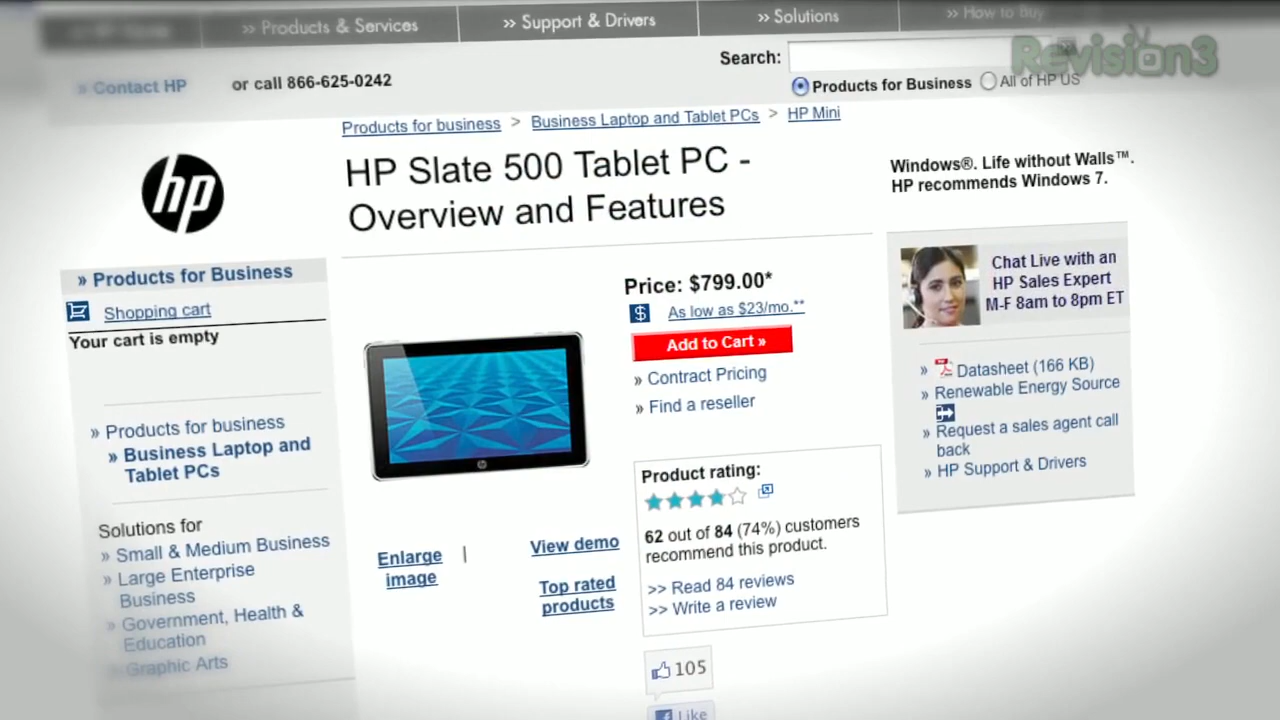 » Products & Services
» Support & Drivers
» Solutions
» How to Buy
Revision3
Search:
» Contact HP
or call 866-625-0242
Products for Business
All of HP US
Products for business > Business Laptop and Tablet PCs > HP Mini
hp
HP Slate 500 Tablet PC -
Overview and Features
Windows®. Life without Walls™.
HP recommends Windows 7.
» Products for Business
Shopping cart
Your cart is empty
» Products for business
» Business Laptop and
Tablet PCs
Solutions for
» Small & Medium Business
» Large Enterprise
Business
» Government, Health &
Education
» Graphic Arts
Enlarge
image
|
View demo
Top rated
products
Price: $799.00*
$ As low as $23/mo.**
Add to Cart »
» Contract Pricing
» Find a reseller
Product rating:
62 out of 84 (74%) customers
recommend this product.
>> Read 84 reviews
>> Write a review
105
Like
Chat Live with an
HP Sales Expert
M-F 8am to 8pm ET
» Datasheet (166 KB)
» Renewable Energy Source
» Request a sales agent call
back
» HP Support & Drivers